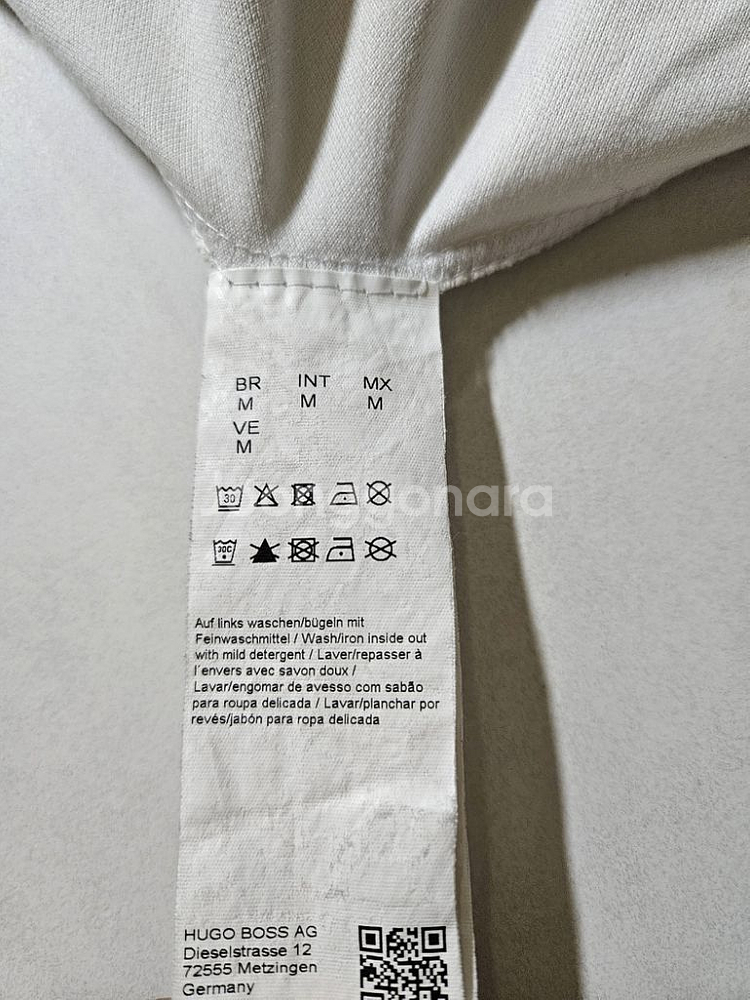 BR INT MX
M M M
VE
M
30
30C
Auf links waschen/bügeln mit
Feinwaschmittel / Wash/iron inside out
with mild detergent / Laver/repasser à
l´envers avec savon doux /
Lavar/engomar de avesso com sabão
para roupa delicada / Lavar/planchar por
revés/jabón para ropa delicada
HUGO BOSS AG
Dieselstrasse 12
72555 Metzingen
Germany